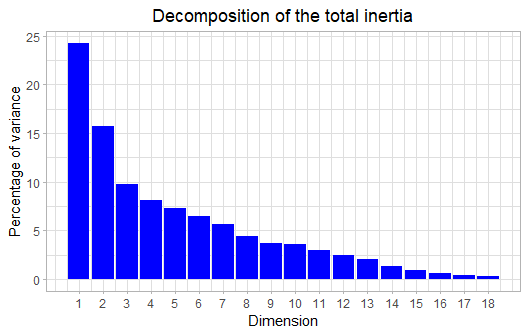 Decomposition of the total inertia
Percentage of variance
25
20
15
10
5
0
1 2 3 4 5 6 7 8 9 10 11 12 13 14 15 16 17 18
Dimension